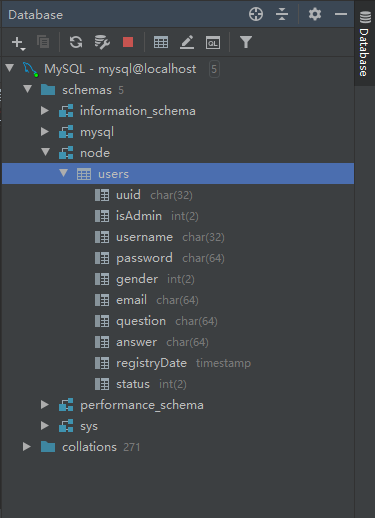 Database
Database
QL
MySQL - mysql@localhost 5
schemas 5
information_schema
mysql
node
users
uuid char(32)
isAdmin int(2)
username char(32)
password char(64)
gender int(2)
email char(64)
question char(64)
answer char(64)
registryDate timestamp
status int(2)
performance_schema
sys
collations 271